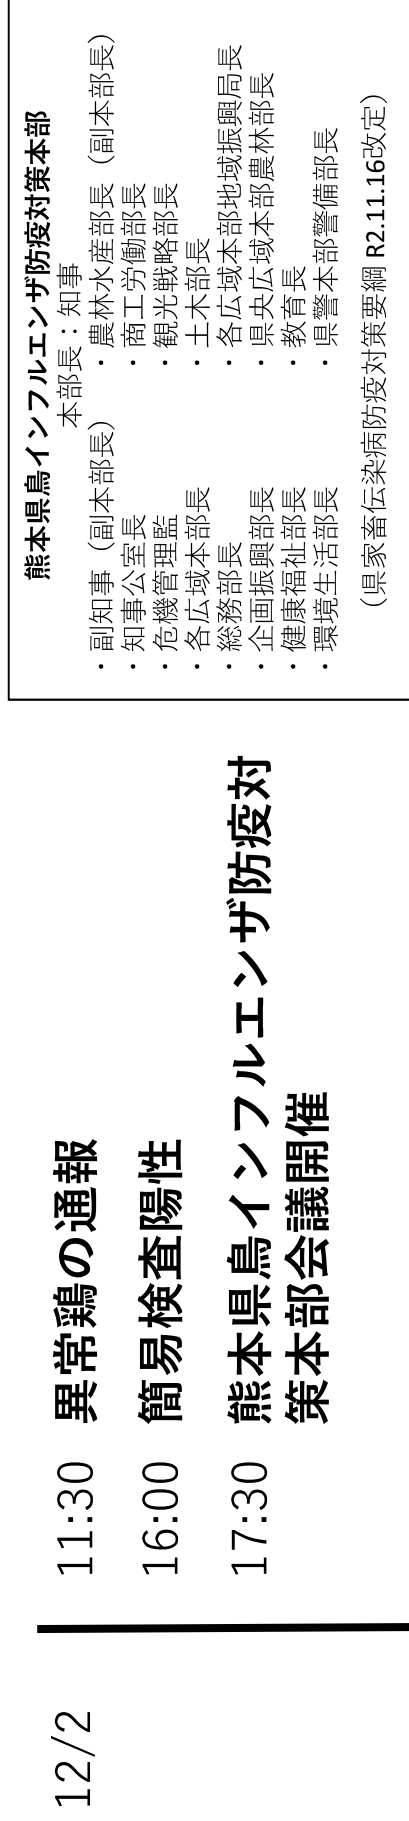 12/2
11:30 異常鶏の通報
16:00 簡易検査陽性
17:30 熊本県鳥インフルエンザ防疫対
策本部会議開催
熊本県鳥インフルエンザ防疫対策本部
本部長：知事
・副知事（副本部長） ・農林水産部長（副本部長）
・知事公室長 ・商工労働部長
・危機管理監 ・観光戦略部長
・各広域本部長 ・土木部長
・総務部長 ・各広域本部地域振興局長
・企画振興部長 ・県央広域本部農林部長
・健康福祉部長 ・教育長
・環境生活部長 ・県警本部警備部長
（県家畜伝染病防疫対策要綱 R2.11.16改定）